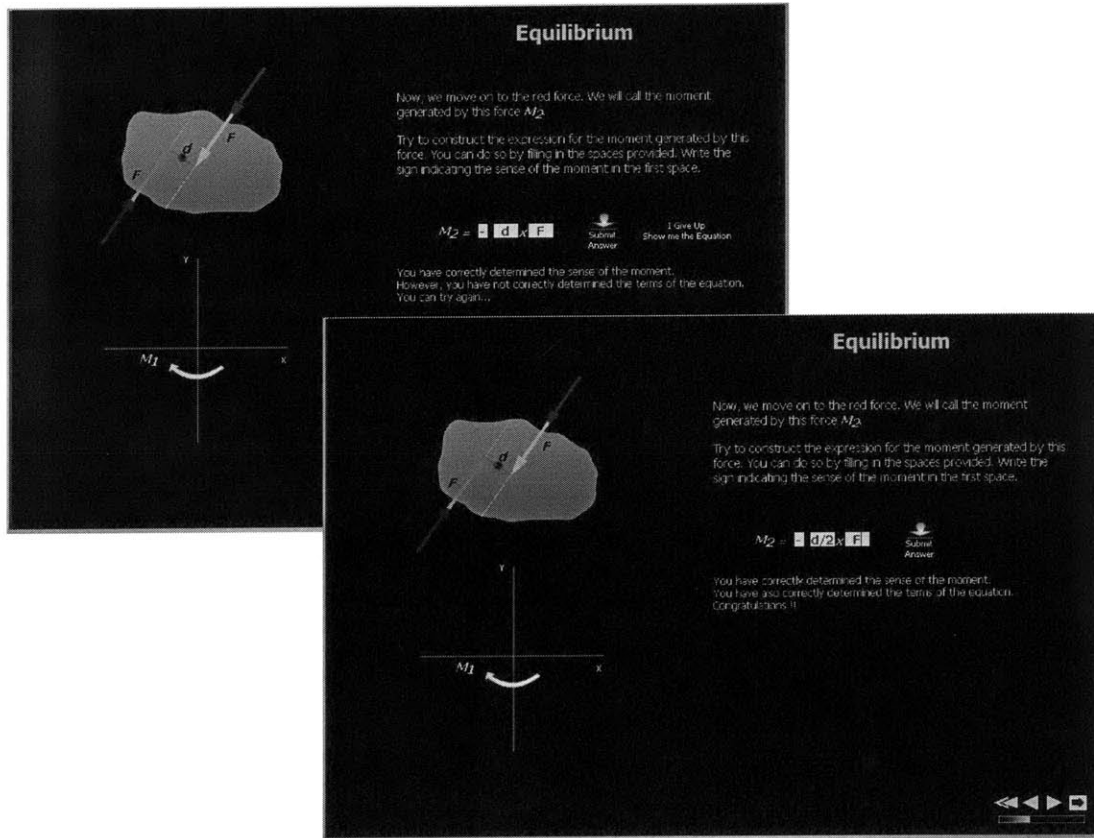 Equilibrium
Now, we move on to the red force. We will call the moment
generated by this force M2.
Try to construct the expression for the moment generated by this
force. You can do so by filing in the spaces provided. Write the
sign indicating the sense of the moment in the first space.
F
d
F
M2 = - d x F
Submit
Answer
I Give Up
Show me the Equation
You have correctly determined the sense of the moment.
However, you have not correctly determined the terms of the equation.
You can try again...
Y
M1
X
Equilibrium
Now, we move on to the red force. We will call the moment
generated by this force M2.
Try to construct the expression for the moment generated by this
force. You can do so by filing in the spaces provided. Write the
sign indicating the sense of the moment in the first space.
F
d
F
M2 = - d/2 x F
Submit
Answer
You have correctly determined the sense of the moment.
You have also correctly determined the terms of the equation.
Congratulations !!
Y
M1
X